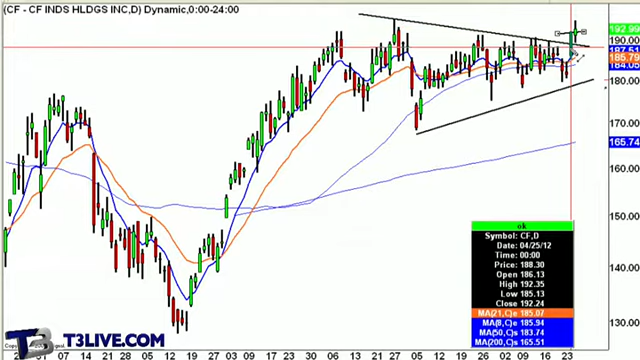 (CF - CF INDS HLDGS INC,D) Dynamic,0:00-24:00
192.99
190.00
187.51
186.79
184.00
180.00
170.00
165.74
160.00
150.00
140.00
130.00
ok
Symbol: CF,D
Date: 04/25/12
Time: 00:00
Price: 188.30
Open 186.13
High 192.35
Low 185.13
Close 192.24
MA(21,C)e 185.07
MA(8,C)e 185.94
MA(50,C)s 183.74
MA(200,C)s 165.51
T3 T3LIVE.COM
07 14 21 28 05 12 19 27 03 09 17 23 30 06 13 21 27 05 12 19 26 02 09 16 23